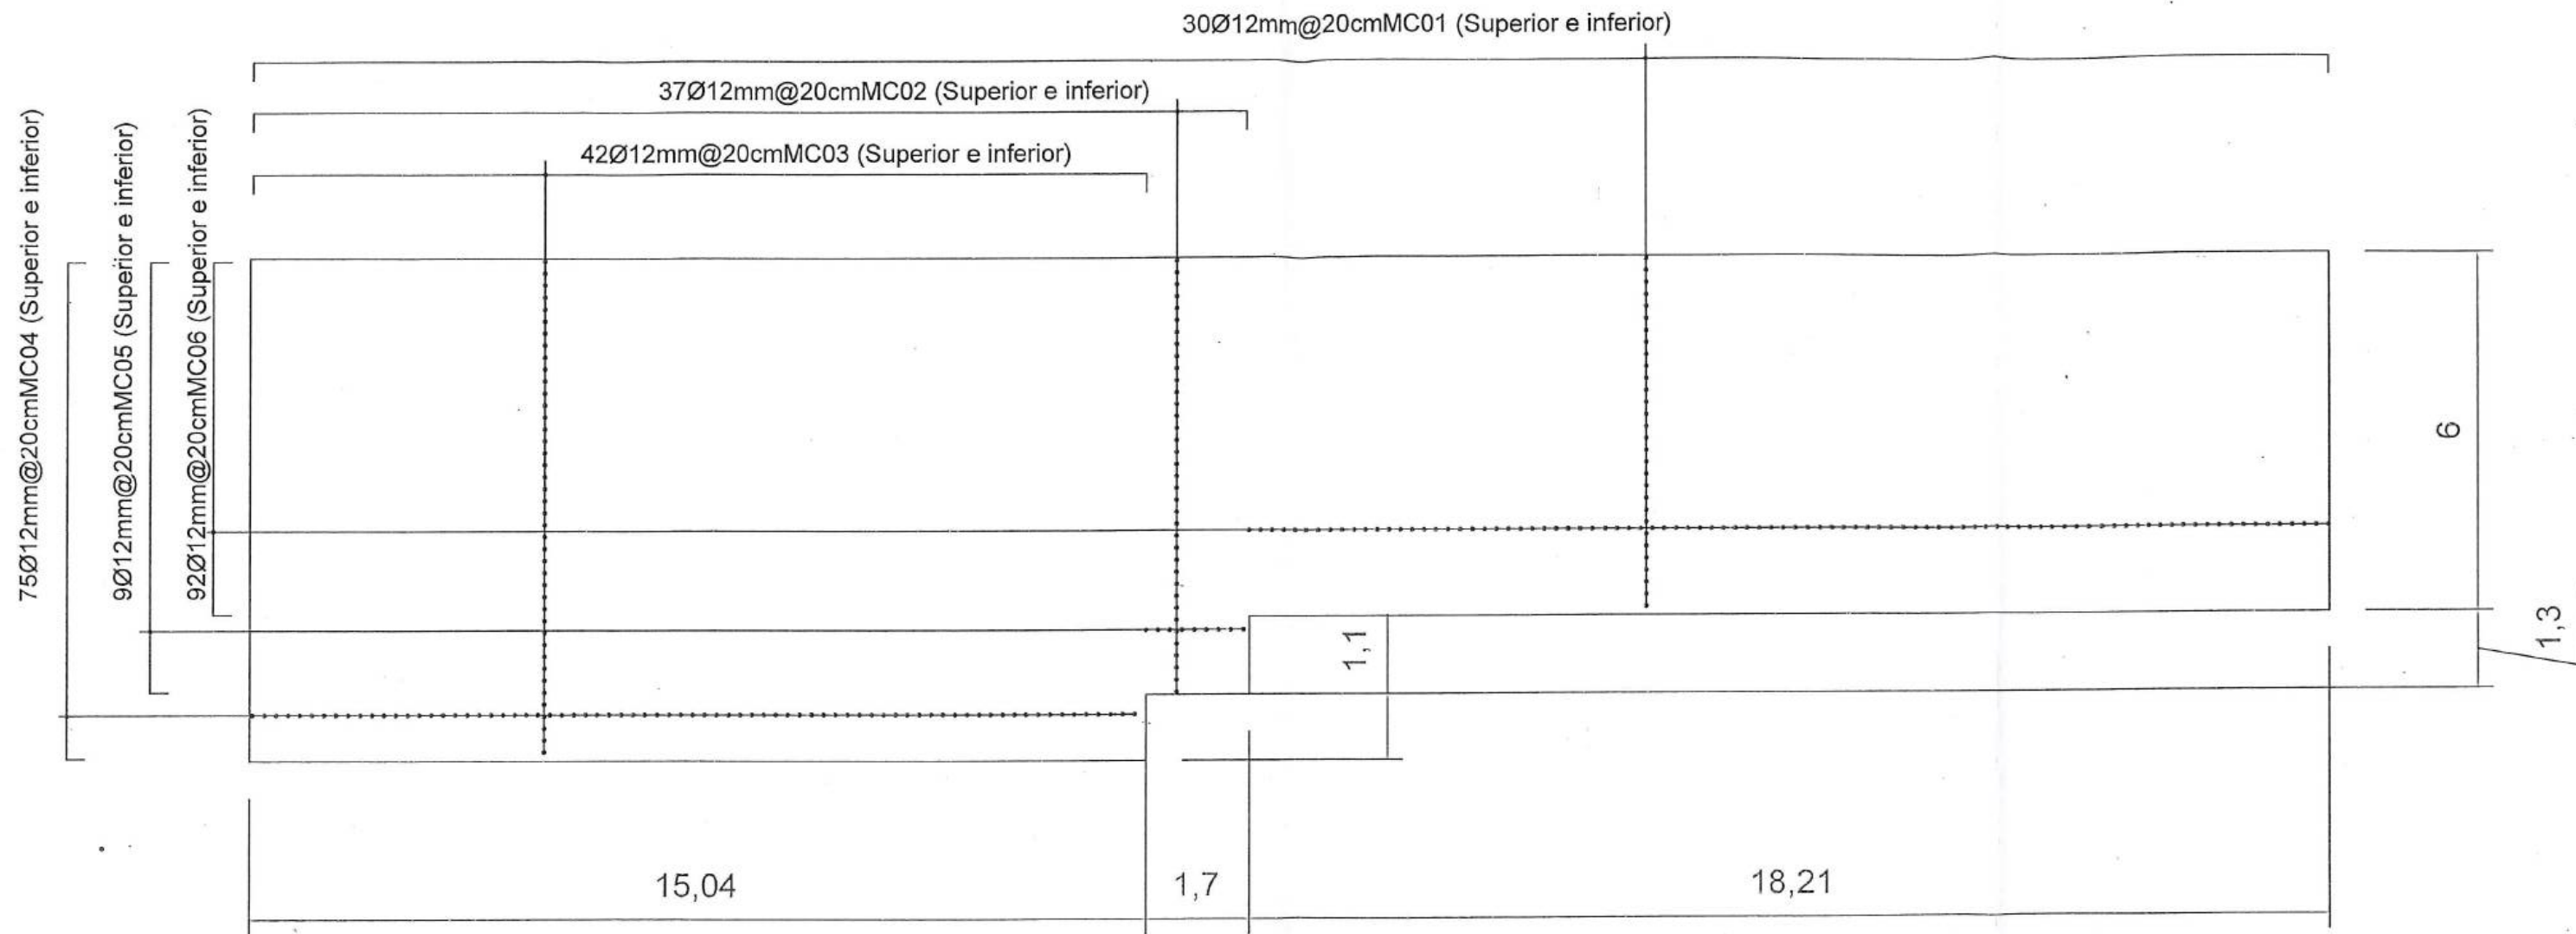 30Ø12mm@20cmMC01 (Superior e inferior)
37Ø12mm@20cmMC02 (Superior e inferior)
42Ø12mm@20cmMC03 (Superior e inferior)
75Ø12mm@20cmMC04 (Superior e inferior)
9Ø12mm@20cmMC05 (Superior e inferior)
92Ø12mm@20cmMC06 (Superior e inferior)
6
1,3
1,1
15,04
1,7
18,21